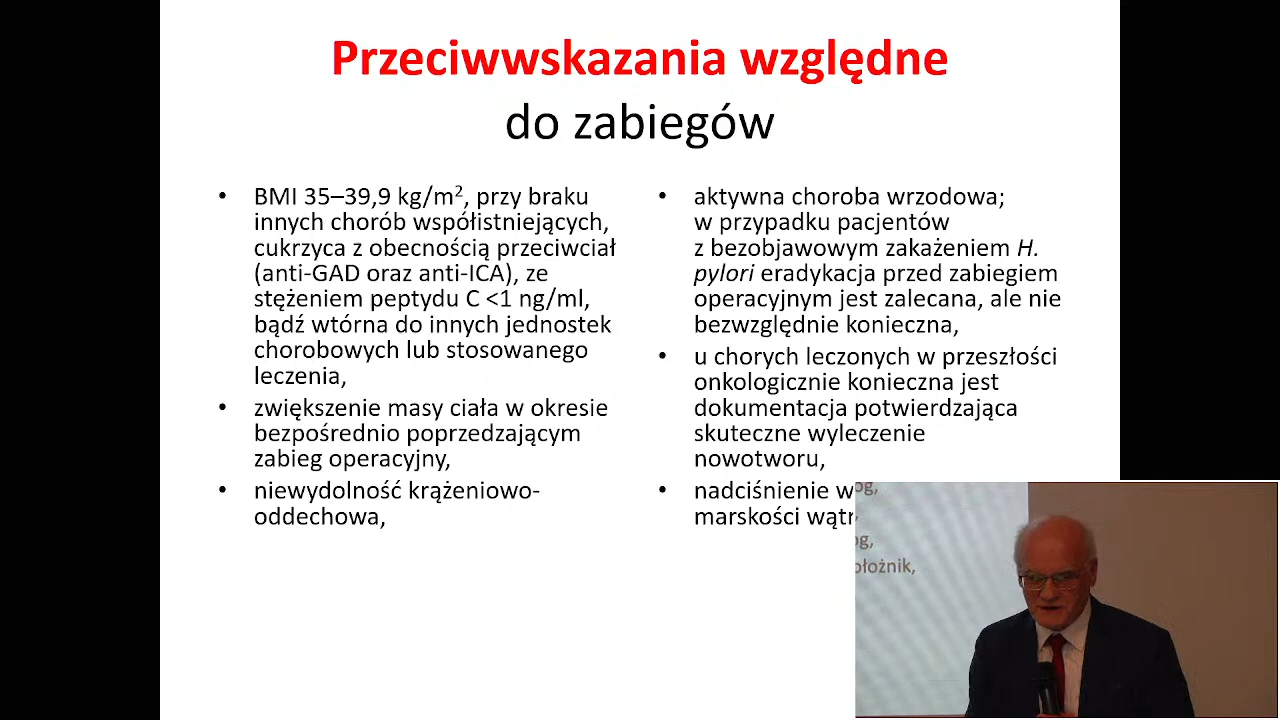 Przeciwwskazania względne
do zabiegów
• BMI 35–39,9 kg/m², przy braku
innych chorób współistniejących,
cukrzyca z obecnością przeciwciał
(anti-GAD oraz anti-ICA), ze
stężeniem peptydu C <1 ng/ml,
bądź wtórna do innych jednostek
chorobowych lub stosowanego
leczenia,
• zwiększenie masy ciała w okresie
bezpośrednio poprzedzającym
zabieg operacyjny,
• niewydolność krążeniowo-
oddechowa,
• aktywna choroba wrzodowa;
w przypadku pacjentów
z bezobjawowym zakażeniem H.
pylori eradykacja przed zabiegiem
operacyjnym jest zalecana, ale nie
bezwzględnie konieczna,
• u chorych leczonych w przeszłości
onkologicznie konieczna jest
dokumentacja potwierdzająca
skuteczne wyleczenie
nowotworu,
• nadciśnienie
marskości